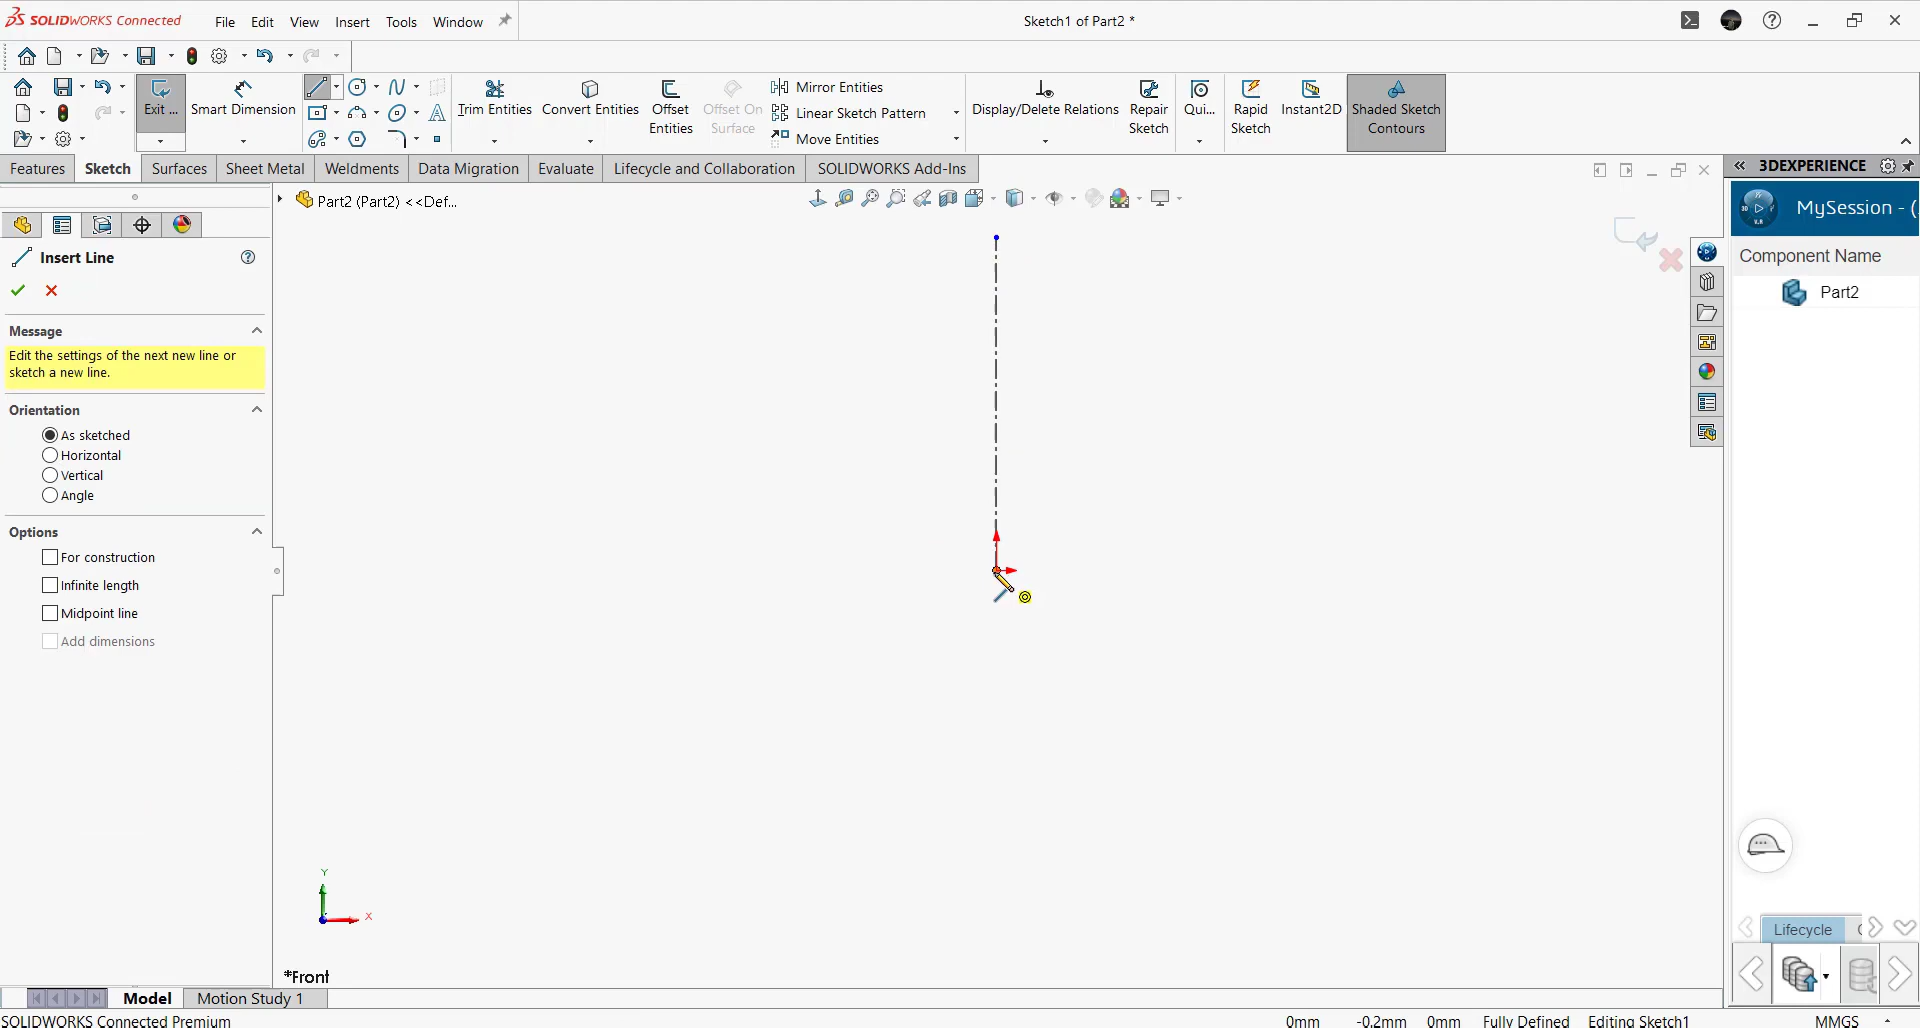 SOLIDWORKS Connected
File Edit View Insert Tools Window
Sketch1 of Part2 *
Exit ...
Smart Dimension
Trim Entities
Convert Entities
Offset Entities
Offset On Surface
Mirror Entities
Linear Sketch Pattern
Move Entities
Display/Delete Relations
Repair Sketch
Qui...
Rapid Sketch
Instant2D
Shaded Sketch Contours
Features Sketch Surfaces Sheet Metal Weldments Data Migration Evaluate Lifecycle and Collaboration SOLIDWORKS Add-Ins
3DEXPERIENCE
Part2 (Part2) <<Def...
MySession - (
Component Name
Part2
Insert Line
Message
Edit the settings of the next new line or
sketch a new line.
Orientation
As sketched
Horizontal
Vertical
Angle
Options
For construction
Infinite length
Midpoint line
Add dimensions
Y
X
*Front
Lifecycle
Model Motion Study 1
SOLIDWORKS Connected Premium
0mm -0.2mm 0mm Fully Defined Editing Sketch1 MMGS